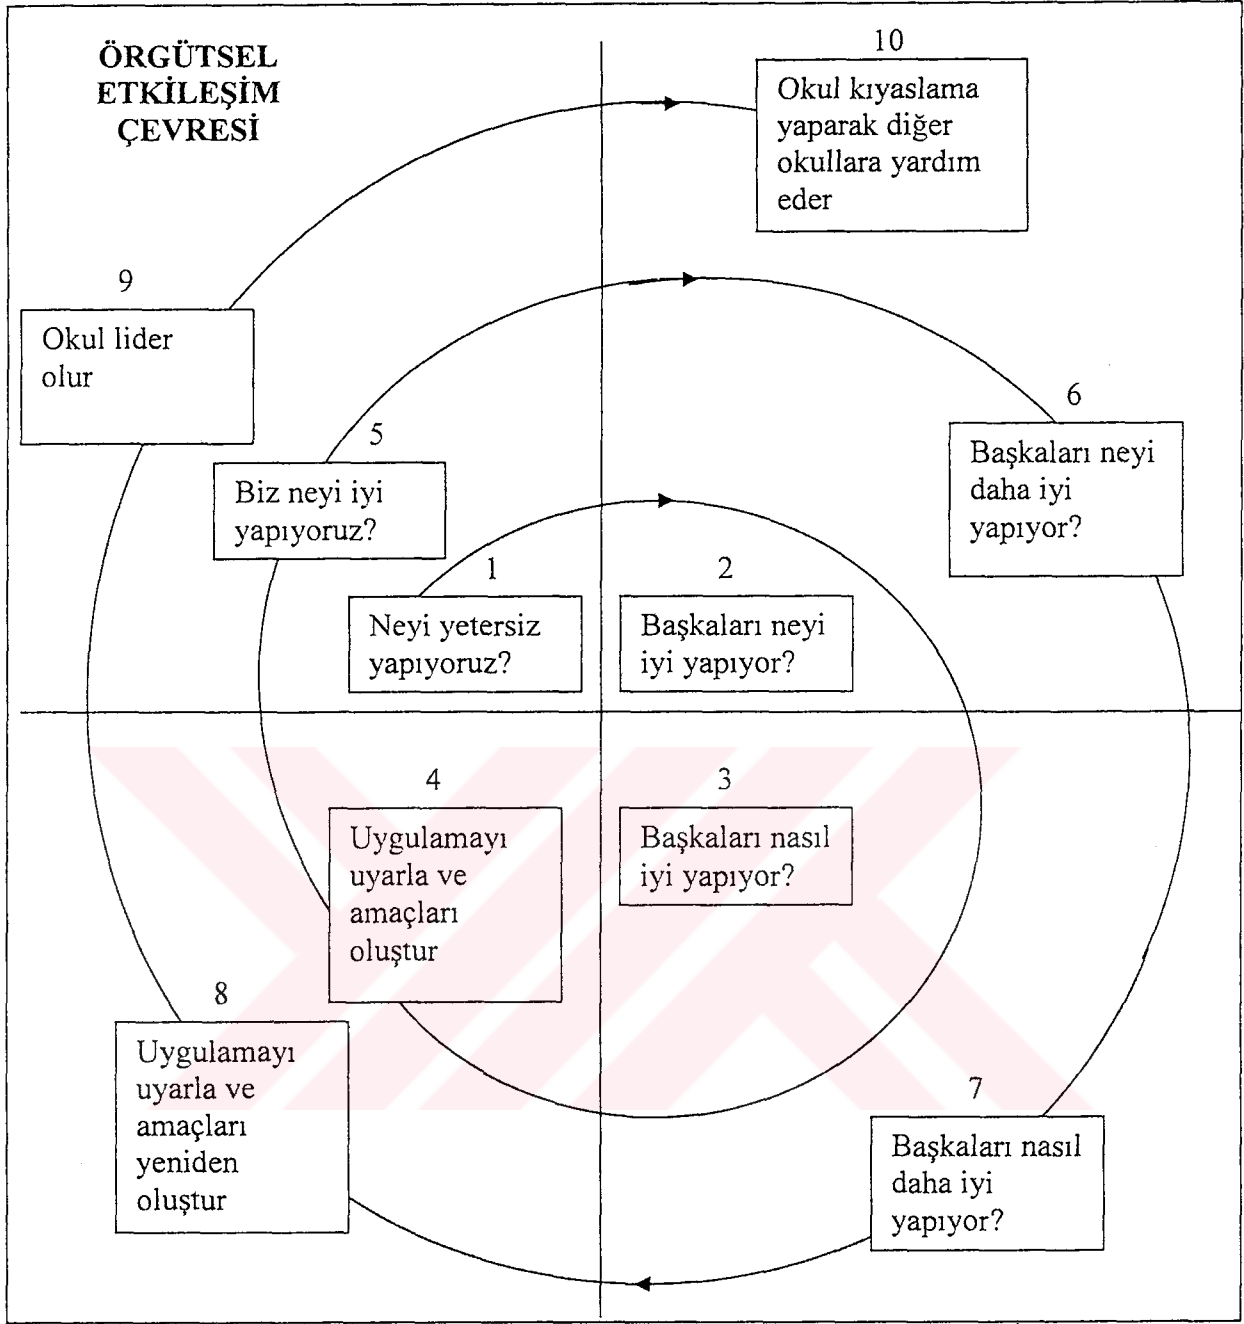 ÖRGÜTSEL
ETKİLEŞİM
ÇEVRESİ
10
Okul kıyaslama
yaparak diğer
okullara yardım
eder
9
Okul lider
olur
5
Biz neyi iyi
yapıyoruz?
6
Başkaları neyi
daha iyi
yapıyor?
1
Neyi yetersiz
yapıyoruz?
2
Başkaları neyi
iyi yapıyor?
4
Uygulamayı
uyarla ve
amaçları
oluştur
3
Başkaları nasıl
iyi yapıyor?
8
Uygulamayı
uyarla ve
amaçları
yeniden
oluştur
7
Başkaları nasıl
daha iyi
yapıyor?